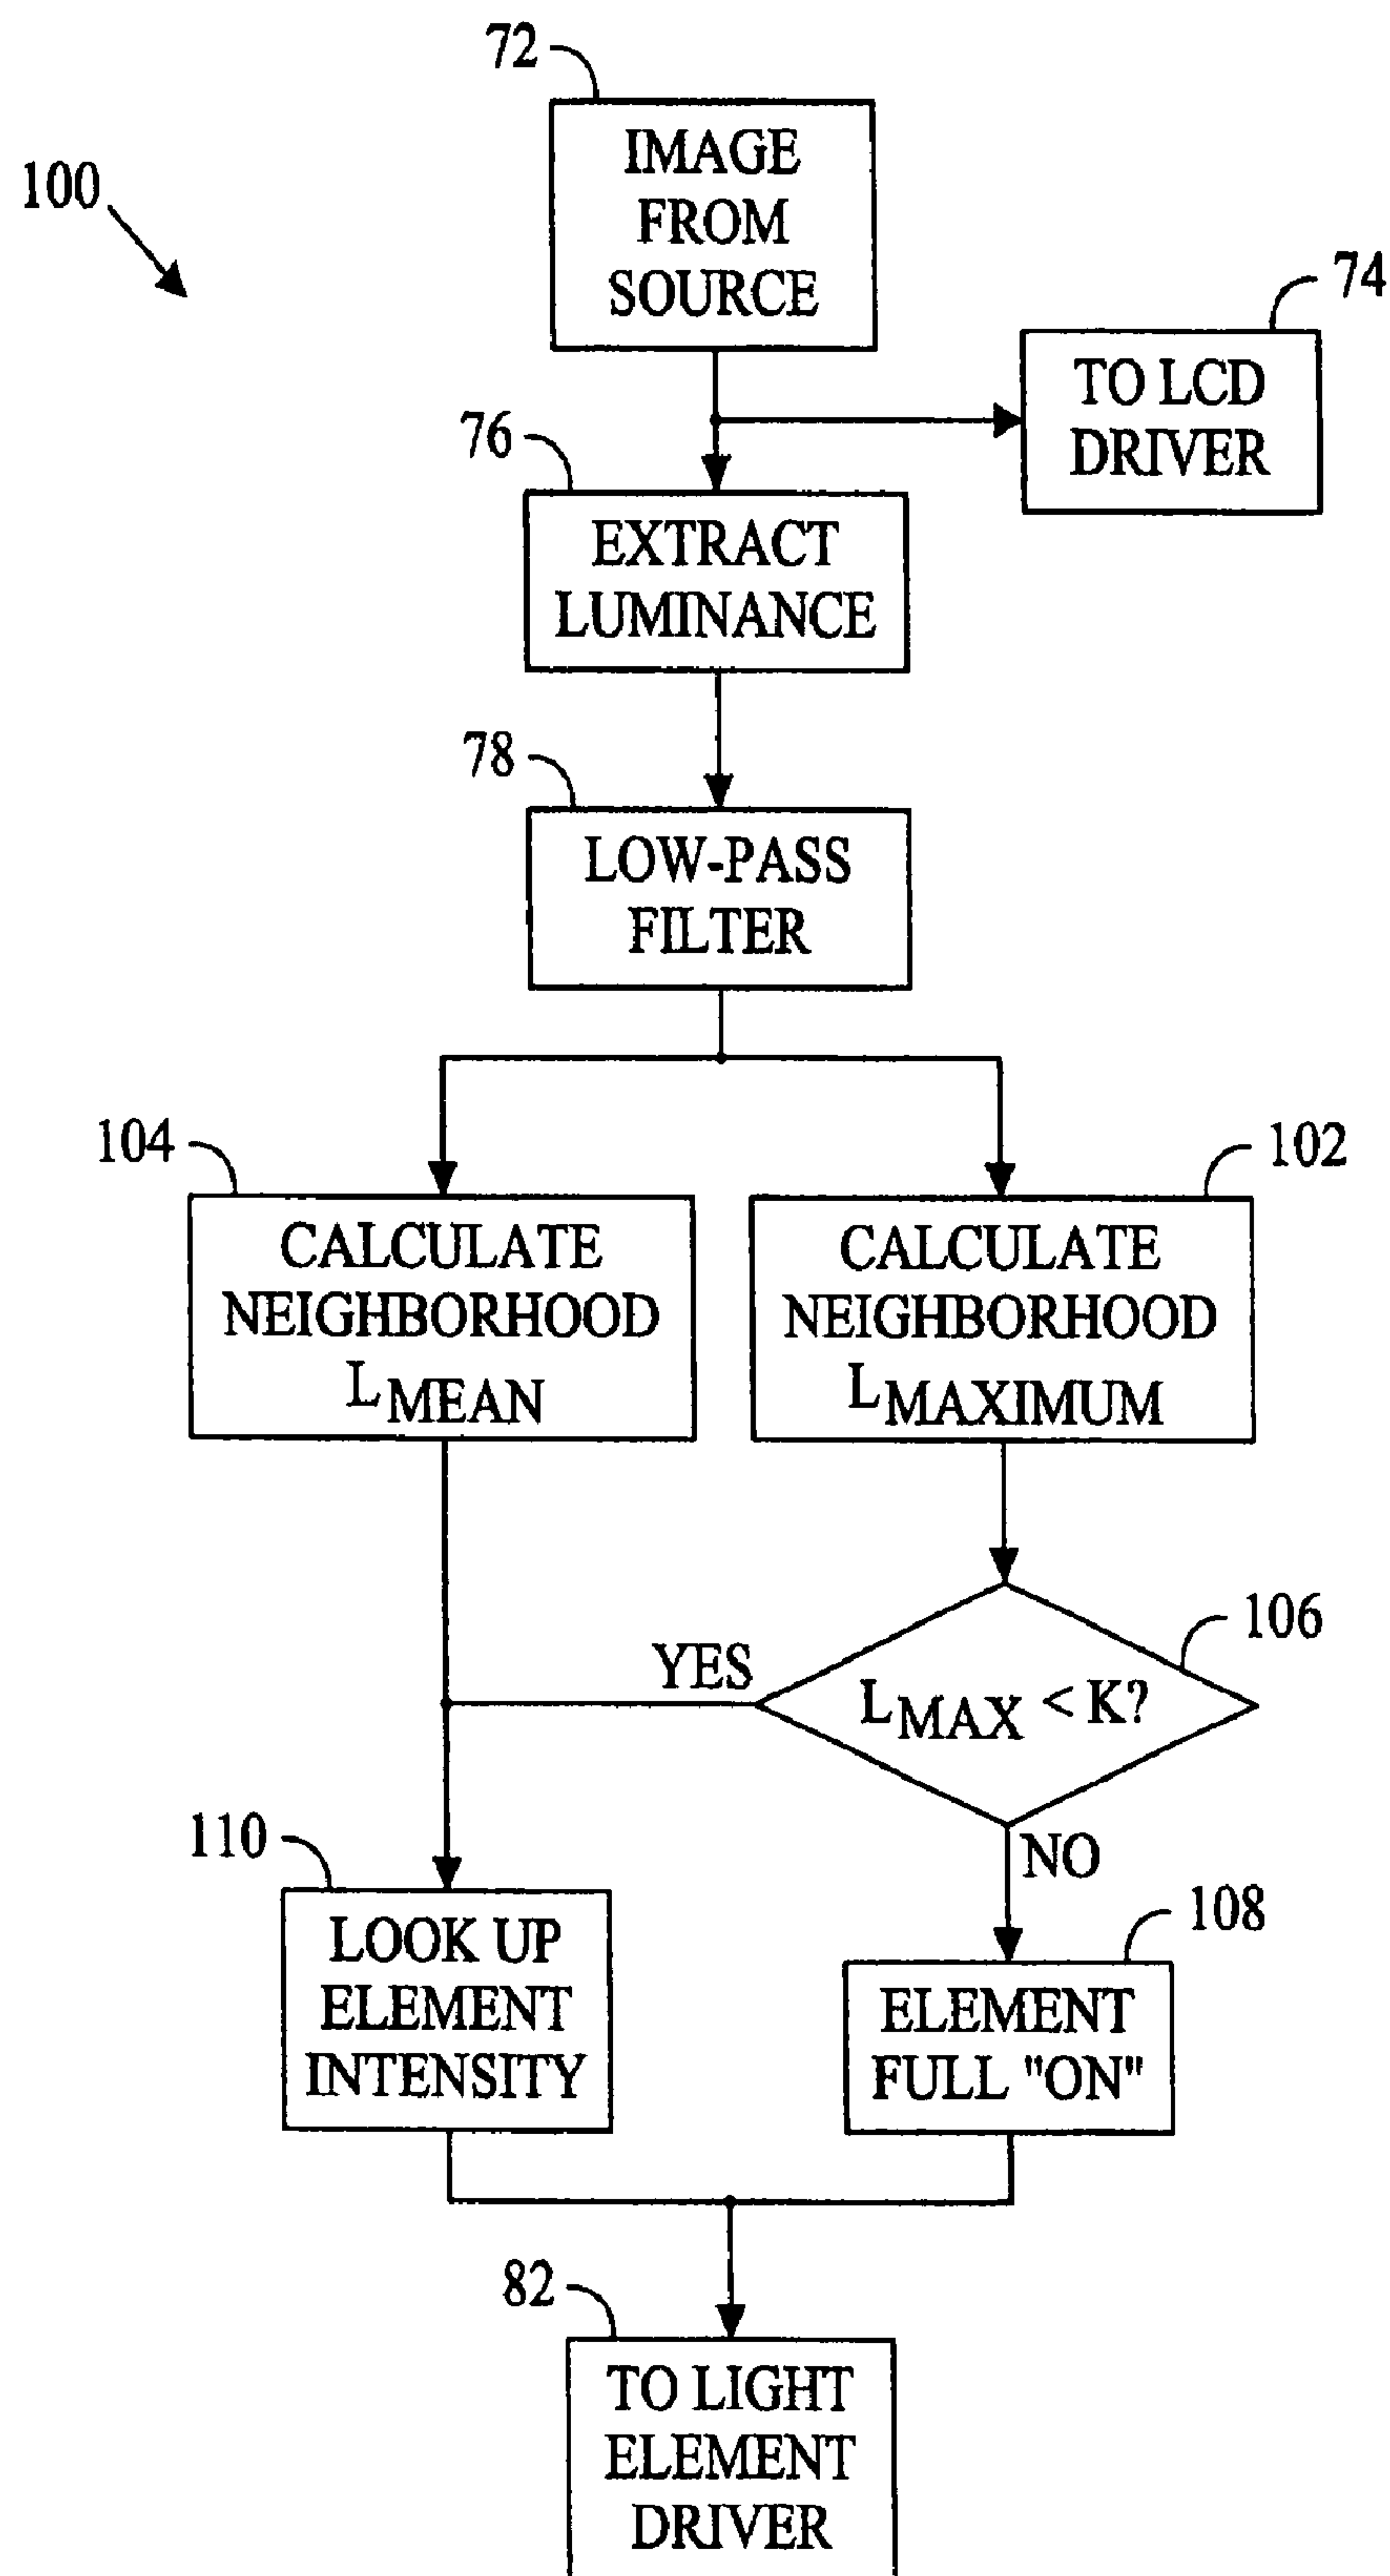 72
IMAGE
FROM
SOURCE
100
74
TO LCD
DRIVER
76
EXTRACT
LUMINANCE
78
LOW-PASS
FILTER
104
CALCULATE
NEIGHBORHOOD
LMEAN
102
CALCULATE
NEIGHBORHOOD
LMAXIMUM
106
YES
LMAX < K?
NO
110
LOOK UP
ELEMENT
INTENSITY
108
ELEMENT
FULL "ON"
82
TO LIGHT
ELEMENT
DRIVER